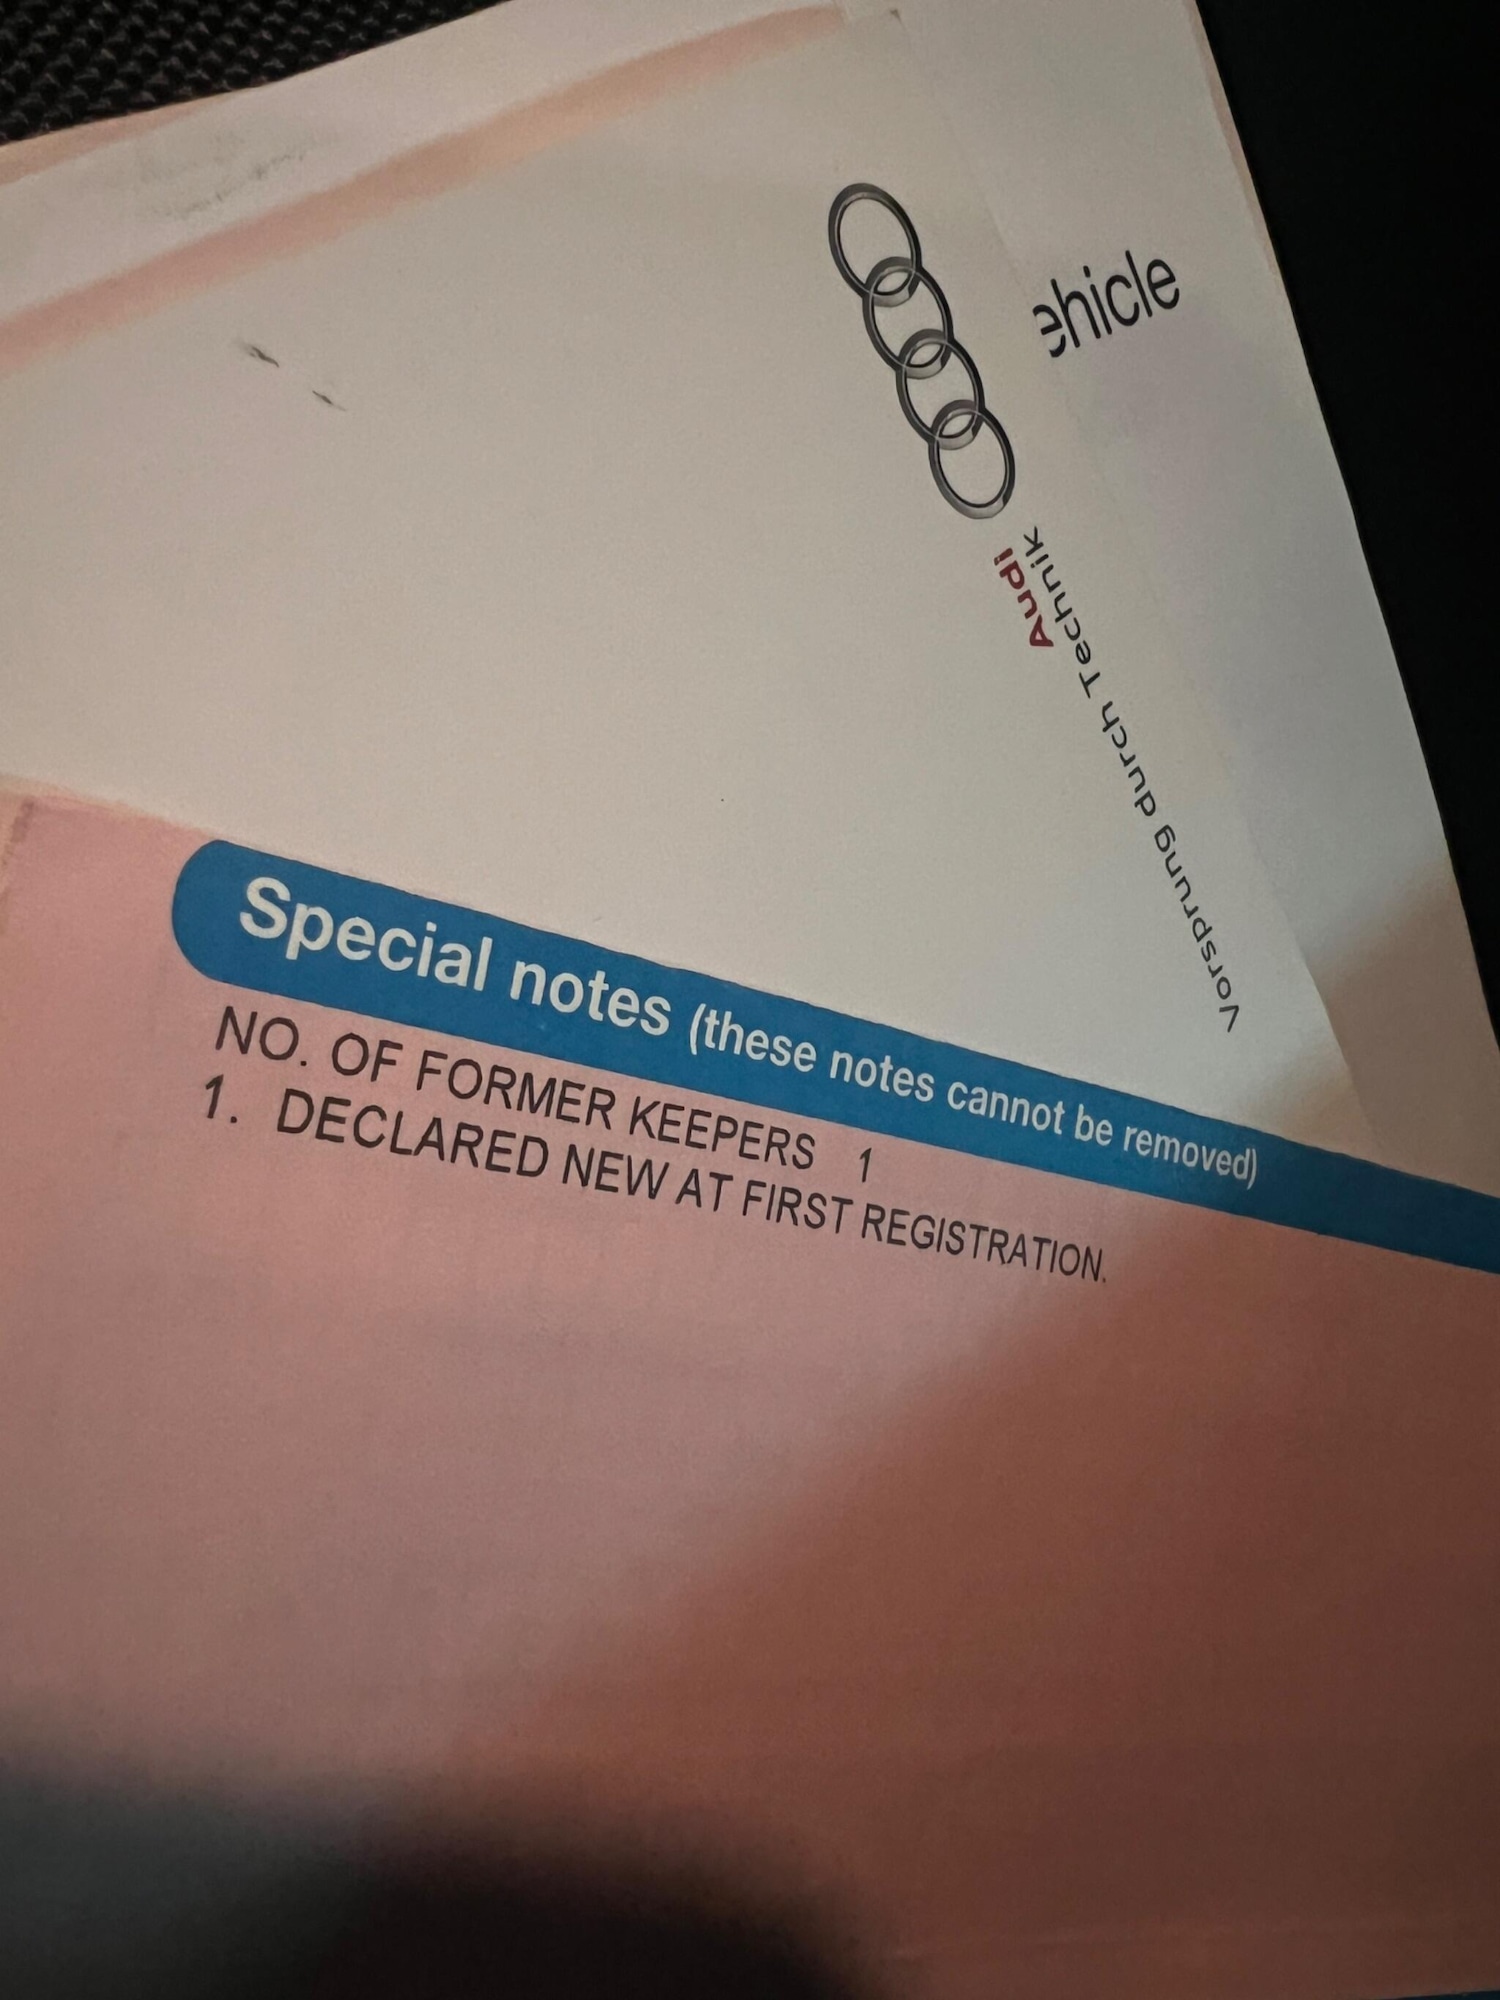 ehicle
Audi
Vorsprung durch Technik
Special notes (these notes cannot be removed)
NO. OF FORMER KEEPERS 1
1. DECLARED NEW AT FIRST REGISTRATION.